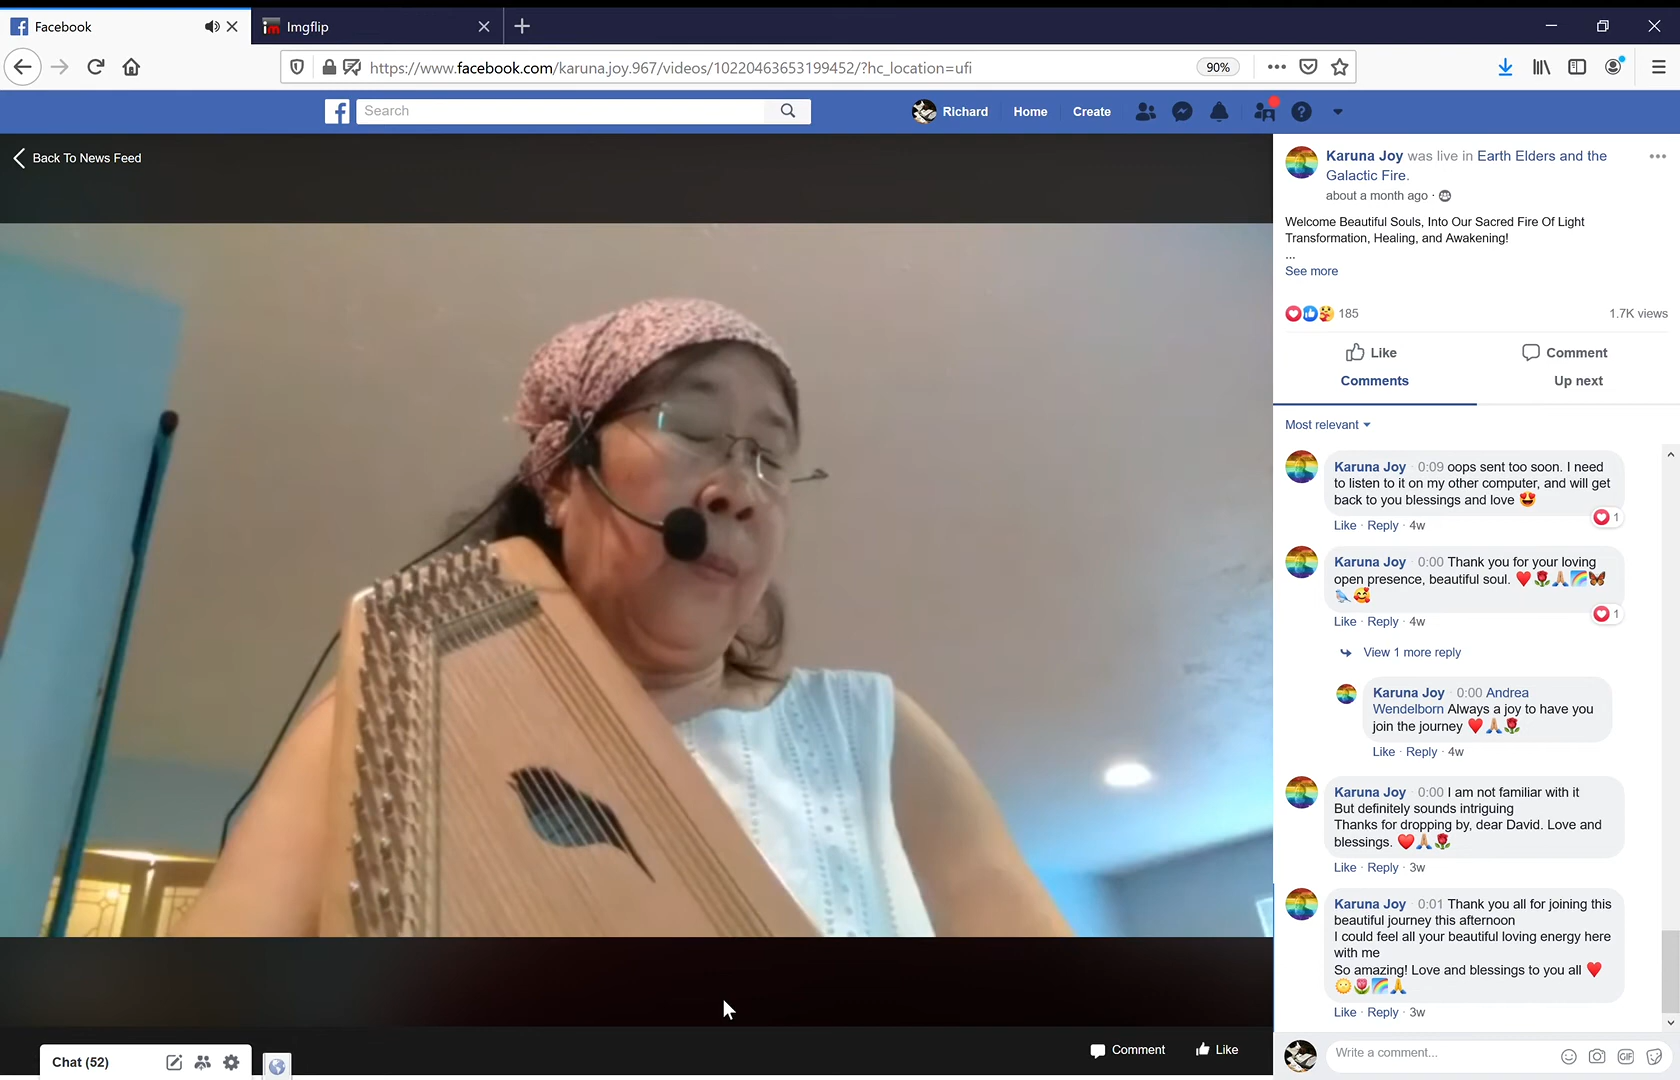 Facebook
Imgflip
https://www.facebook.com/karuna.joy.967/videos/10220463653199452/?hc_location=ufi
90%
Search
Richard
Home
Create
Back To News Feed
Karuna Joy was live in Earth Elders and the
Galactic Fire.
about a month ago ·
Welcome Beautiful Souls, Into Our Sacred Fire Of Light
Transformation, Healing, and Awakening!
...
See more
185
1.7K views
Like
Comment
Comments
Up next
Most relevant
Karuna Joy · 0:09 oops sent too soon. I need
to listen to it on my other computer, and will get
back to you blessings and love 😍
1
Like · Reply · 4w
Karuna Joy · 0:00 Thank you for your loving
open presence, beautiful soul. ❤️🌹🙏🌈🦋
🐦🥰
1
Like · Reply · 4w
View 1 more reply
Karuna Joy · 0:00 Andrea
Wendelborn Always a joy to have you
join the journey ❤️🙏🌹
Like · Reply · 4w
Karuna Joy · 0:00 I am not familiar with it
But definitely sounds intriguing
Thanks for dropping by, dear David. Love and
blessings. ❤️🙏🌹
Like · Reply · 3w
Karuna Joy · 0:01 Thank you all for joining this
beautiful journey this afternoon
I could feel all your beautiful loving energy here
with me
So amazing! Love and blessings to you all ❤️
🌞🌷🌈🙏
Like · Reply · 3w
Comment
Like
Chat (52)
Write a comment...
GIF